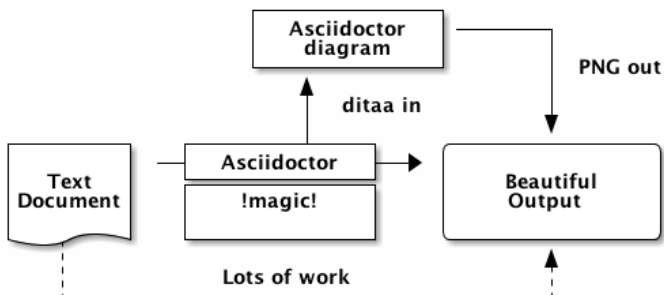 Asciidoctor
diagram
PNG out
ditaa in
Asciidoctor
!magic!
Text
Document
Beautiful
Output
Lots of work